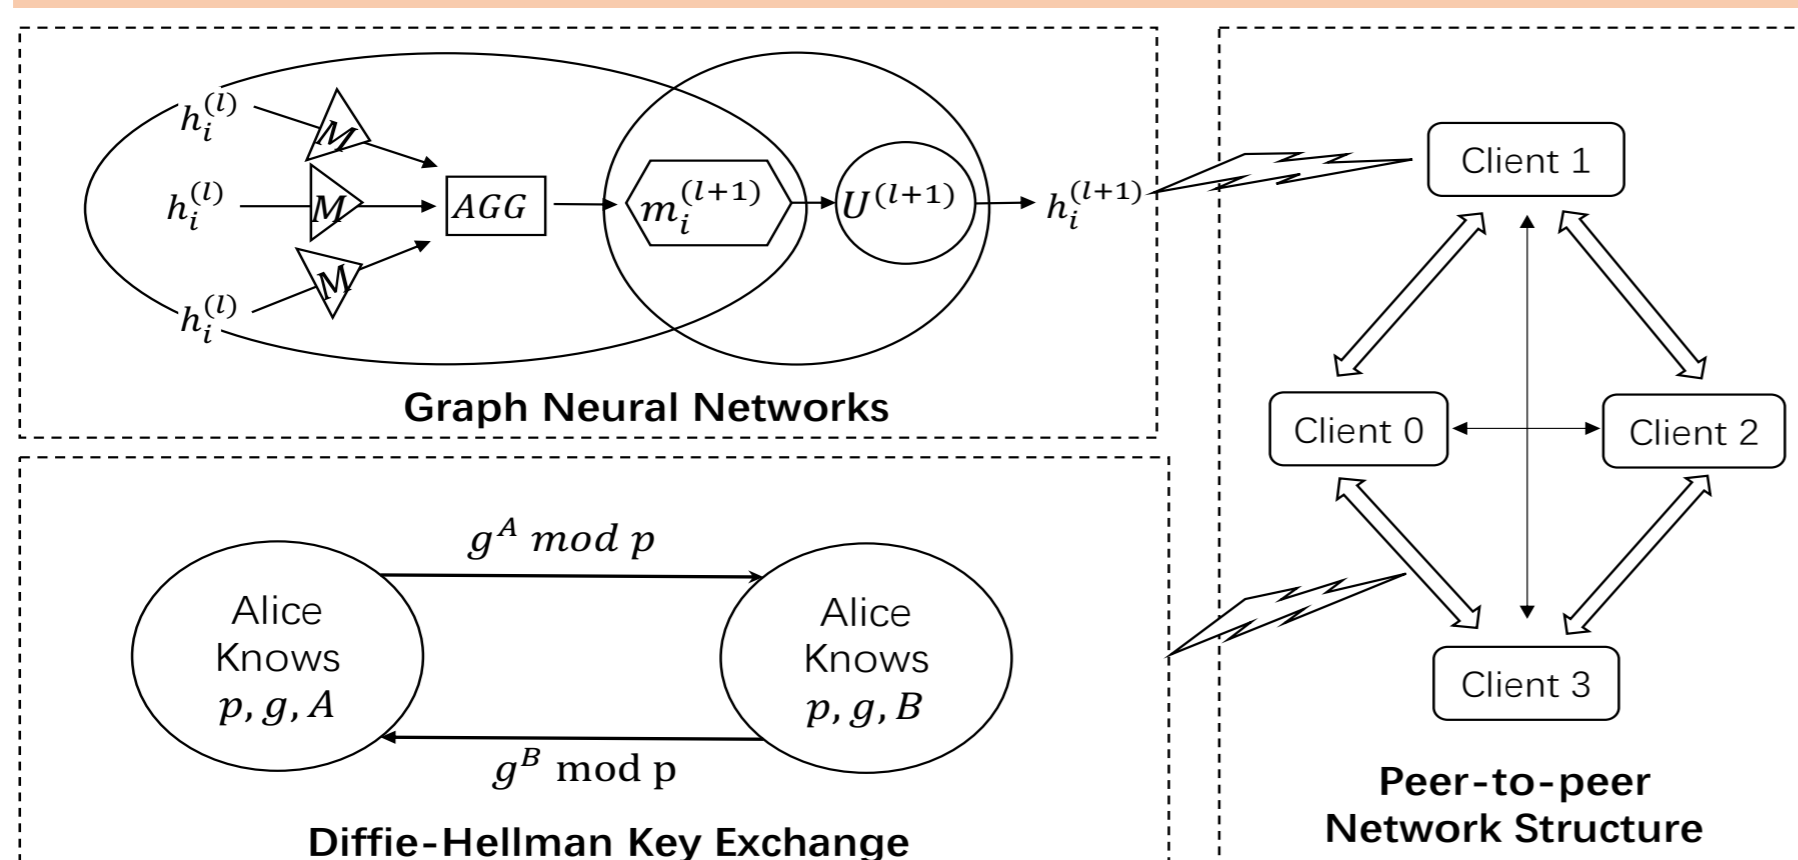 h_i^{(l)}
M
h_i^{(l)}
M
AGG
m_i^{(l+1)}
U^{(l+1)}
h_i^{(l+1)}
M
h_i^{(l)}
Graph Neural Networks
g^A mod p
Alice
Knows
p, g, A
Alice
Knows
p, g, B
g^B mod p
Diffie-Hellman Key Exchange
Client 1
Client 0
Client 2
Client 3
Peer-to-peer
Network Structure